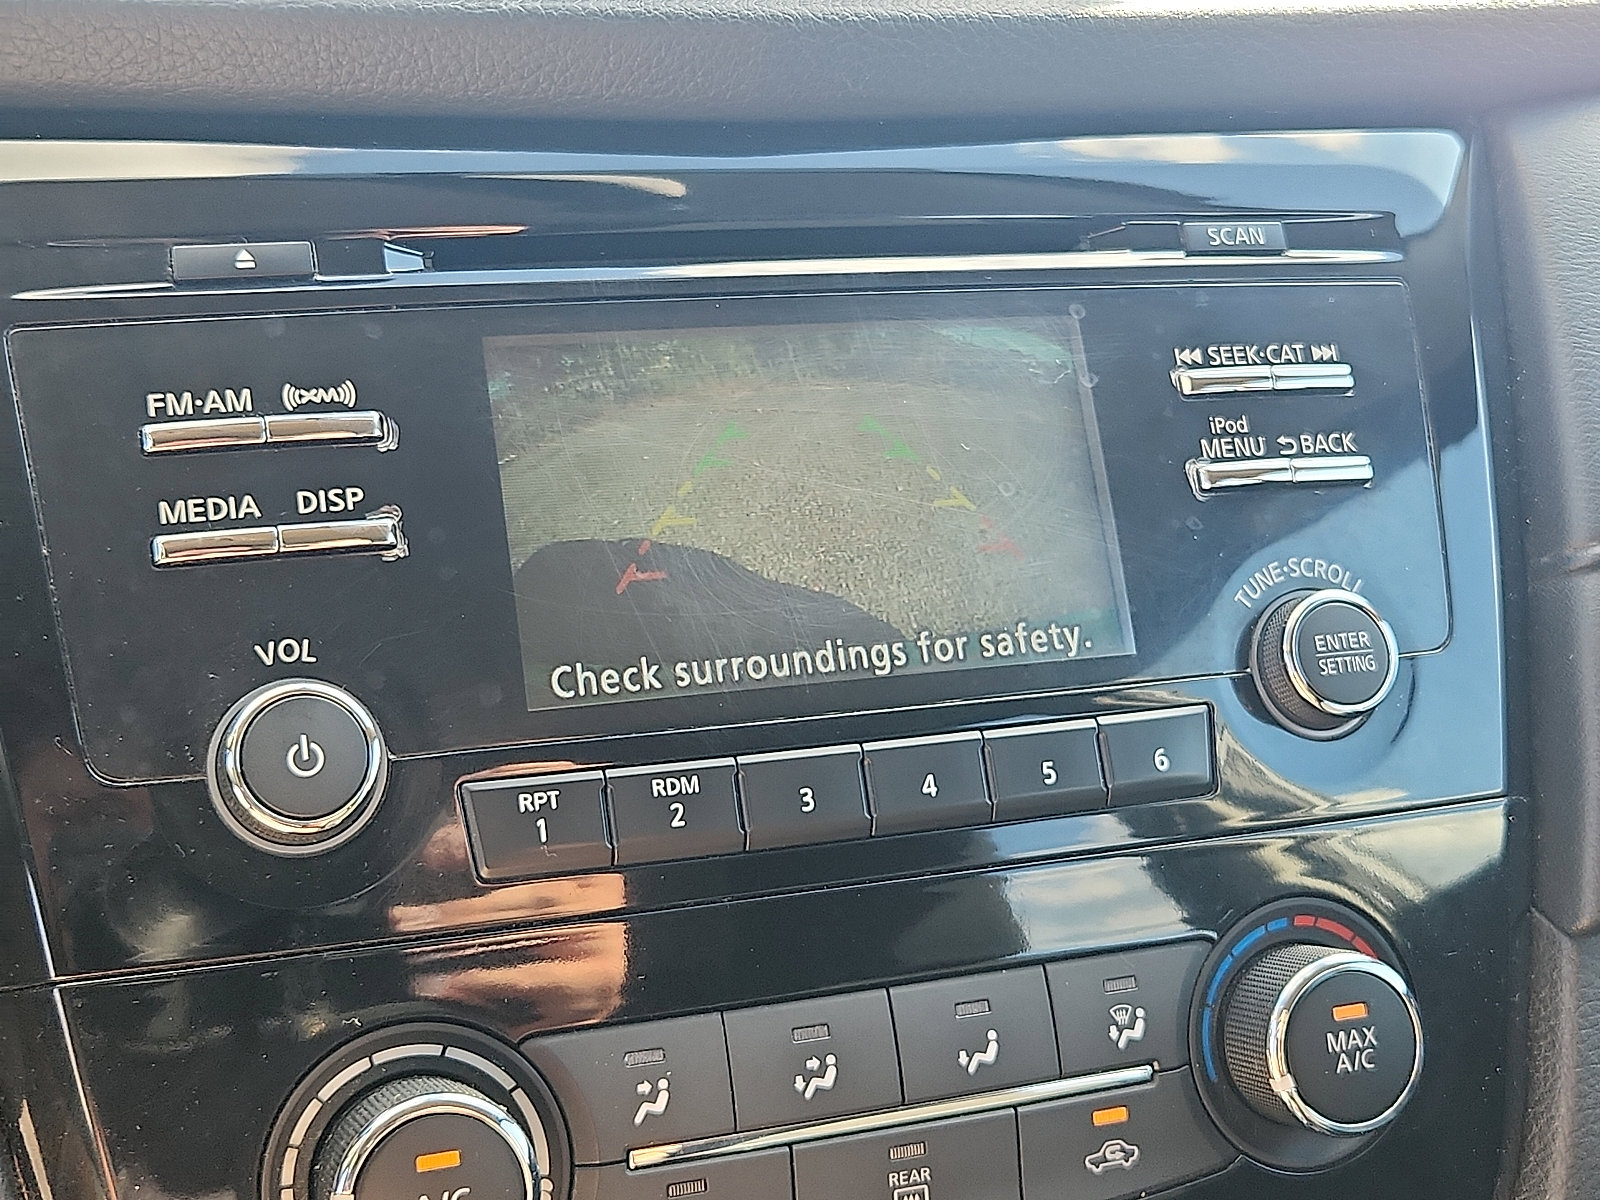 SCAN
FM·AM XM
SEEK·CAT
iPod
MENU BACK
MEDIA DISP
TUNE·SCROLL
ENTER
SETTING
VOL
Check surroundings for safety.
RPT
1
RDM
2
3
4
5
6
MAX
A/C
A/C
REAR